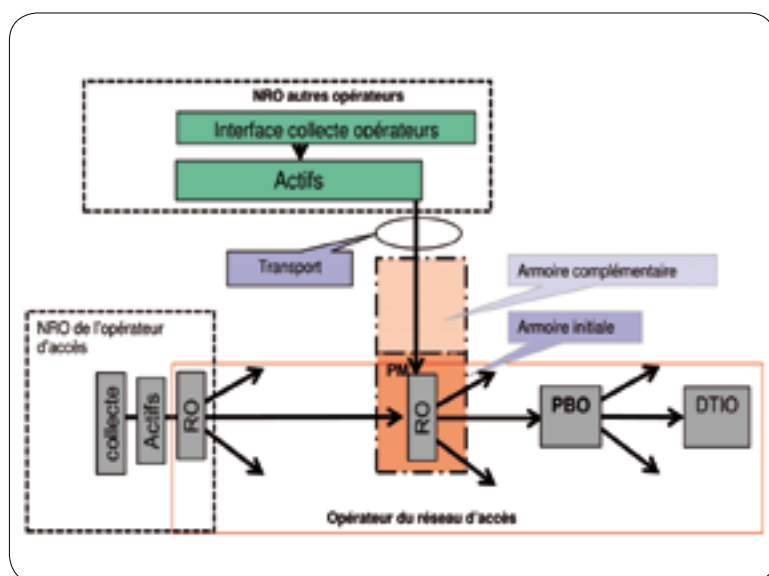 NRO autres opérateurs
Interface collecte opérateurs
Actifs
Transport
Armoire complémentaire
NRO de l'opérateur
d'accès
Armoire initiale
PM
collecte
Actifs
RO
RO
PBO
DTIO
Opérateur du réseau d'accès